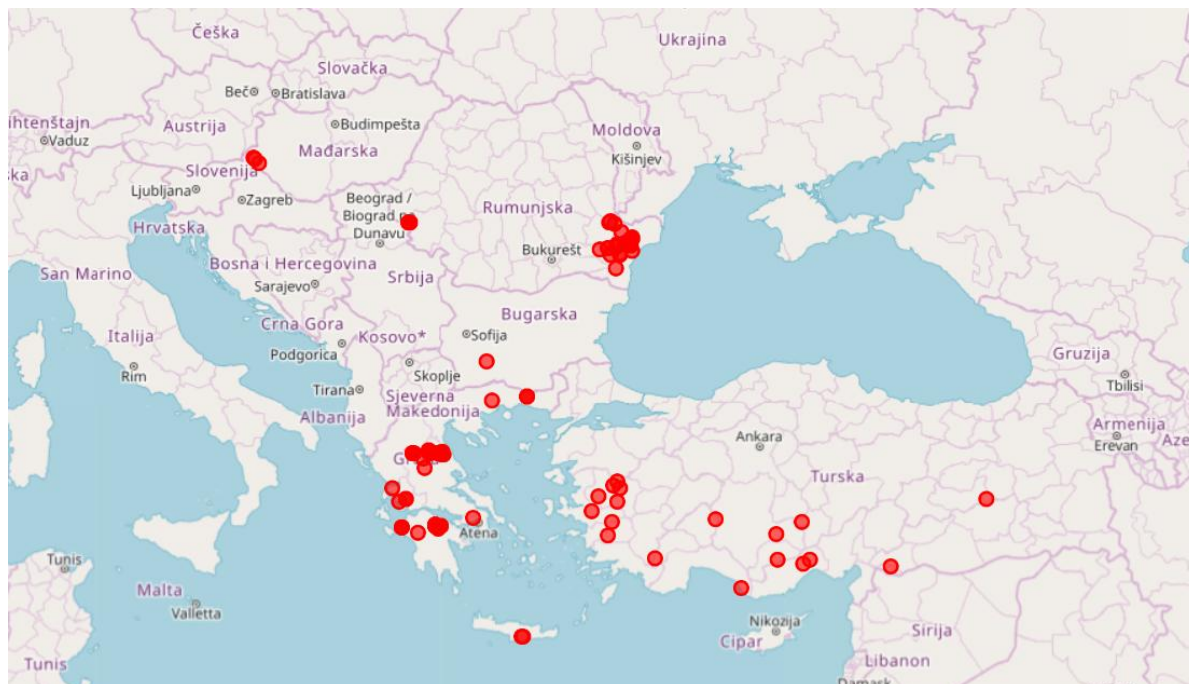 Češka
Ukrajina
Slovačka
Beč
Bratislava
ihtenštajn
Vaduz
Austrija
Budimpešta
Moldova
Kišinjev
Mađarska
ska
Slovenija
Ljubljana
Zagreb
Beograd /
Biograd na
Dunavu
Rumunjska
Hrvatska
Bukurešt
Bosna i Hercegovina
San Marino
Srbija
Sarajevo
Bugarska
Crna Gora
Italija
Kosovo*
Sofija
Podgorica
Gruzija
Rim
Skoplje
Tbilisi
Tirana
Sjeverna
Makedonija
Albanija
Armenija
Ankara
Erevan
Aze
Turska
Atena
Tunis
Malta
Valletta
Nikozija
Cipar
Sirija
Libanon
Tunis
Damask